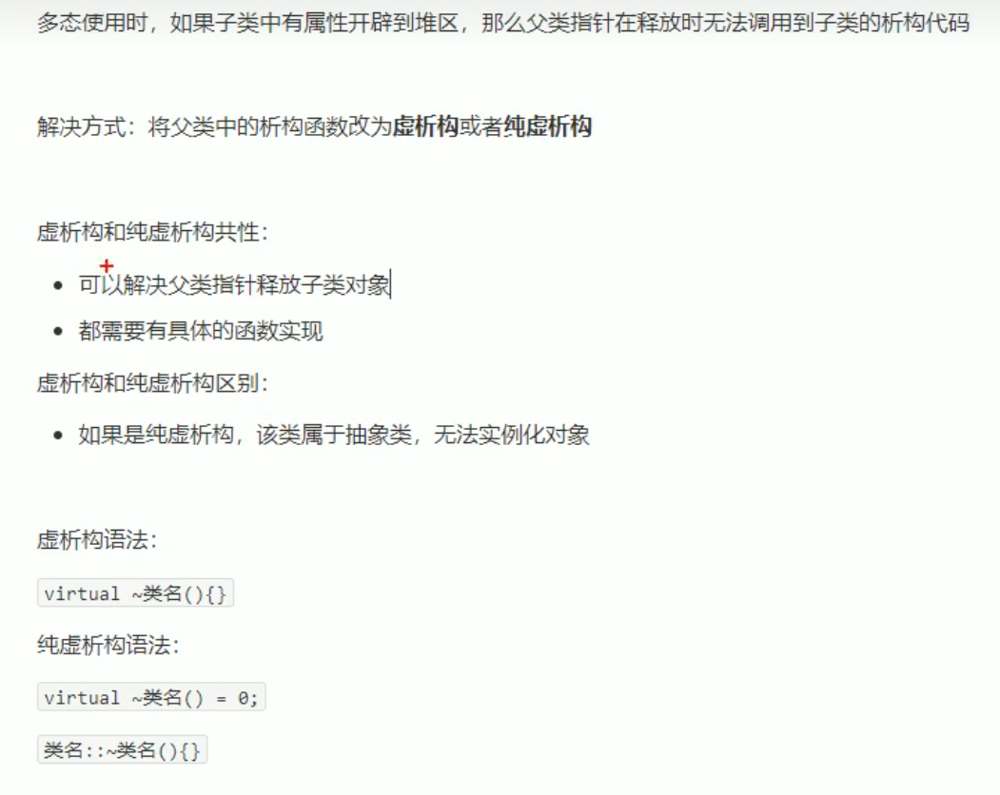 多态使用时，如果子类中有属性开辟到堆区，那么父类指针在释放时无法调用到子类的析构代码
解决方式：将父类中的析构函数改为虚析构或者纯虚析构
虚析构和纯虚析构共性：
可以解决父类指针释放子类对象
都需要有具体的函数实现
虚析构和纯虚析构区别：
如果是纯虚析构，该类属于抽象类，无法实例化对象
虚析构语法：
virtual ~类名(){}
纯虚析构语法：
virtual ~类名() = 0;
类名::~类名(){}